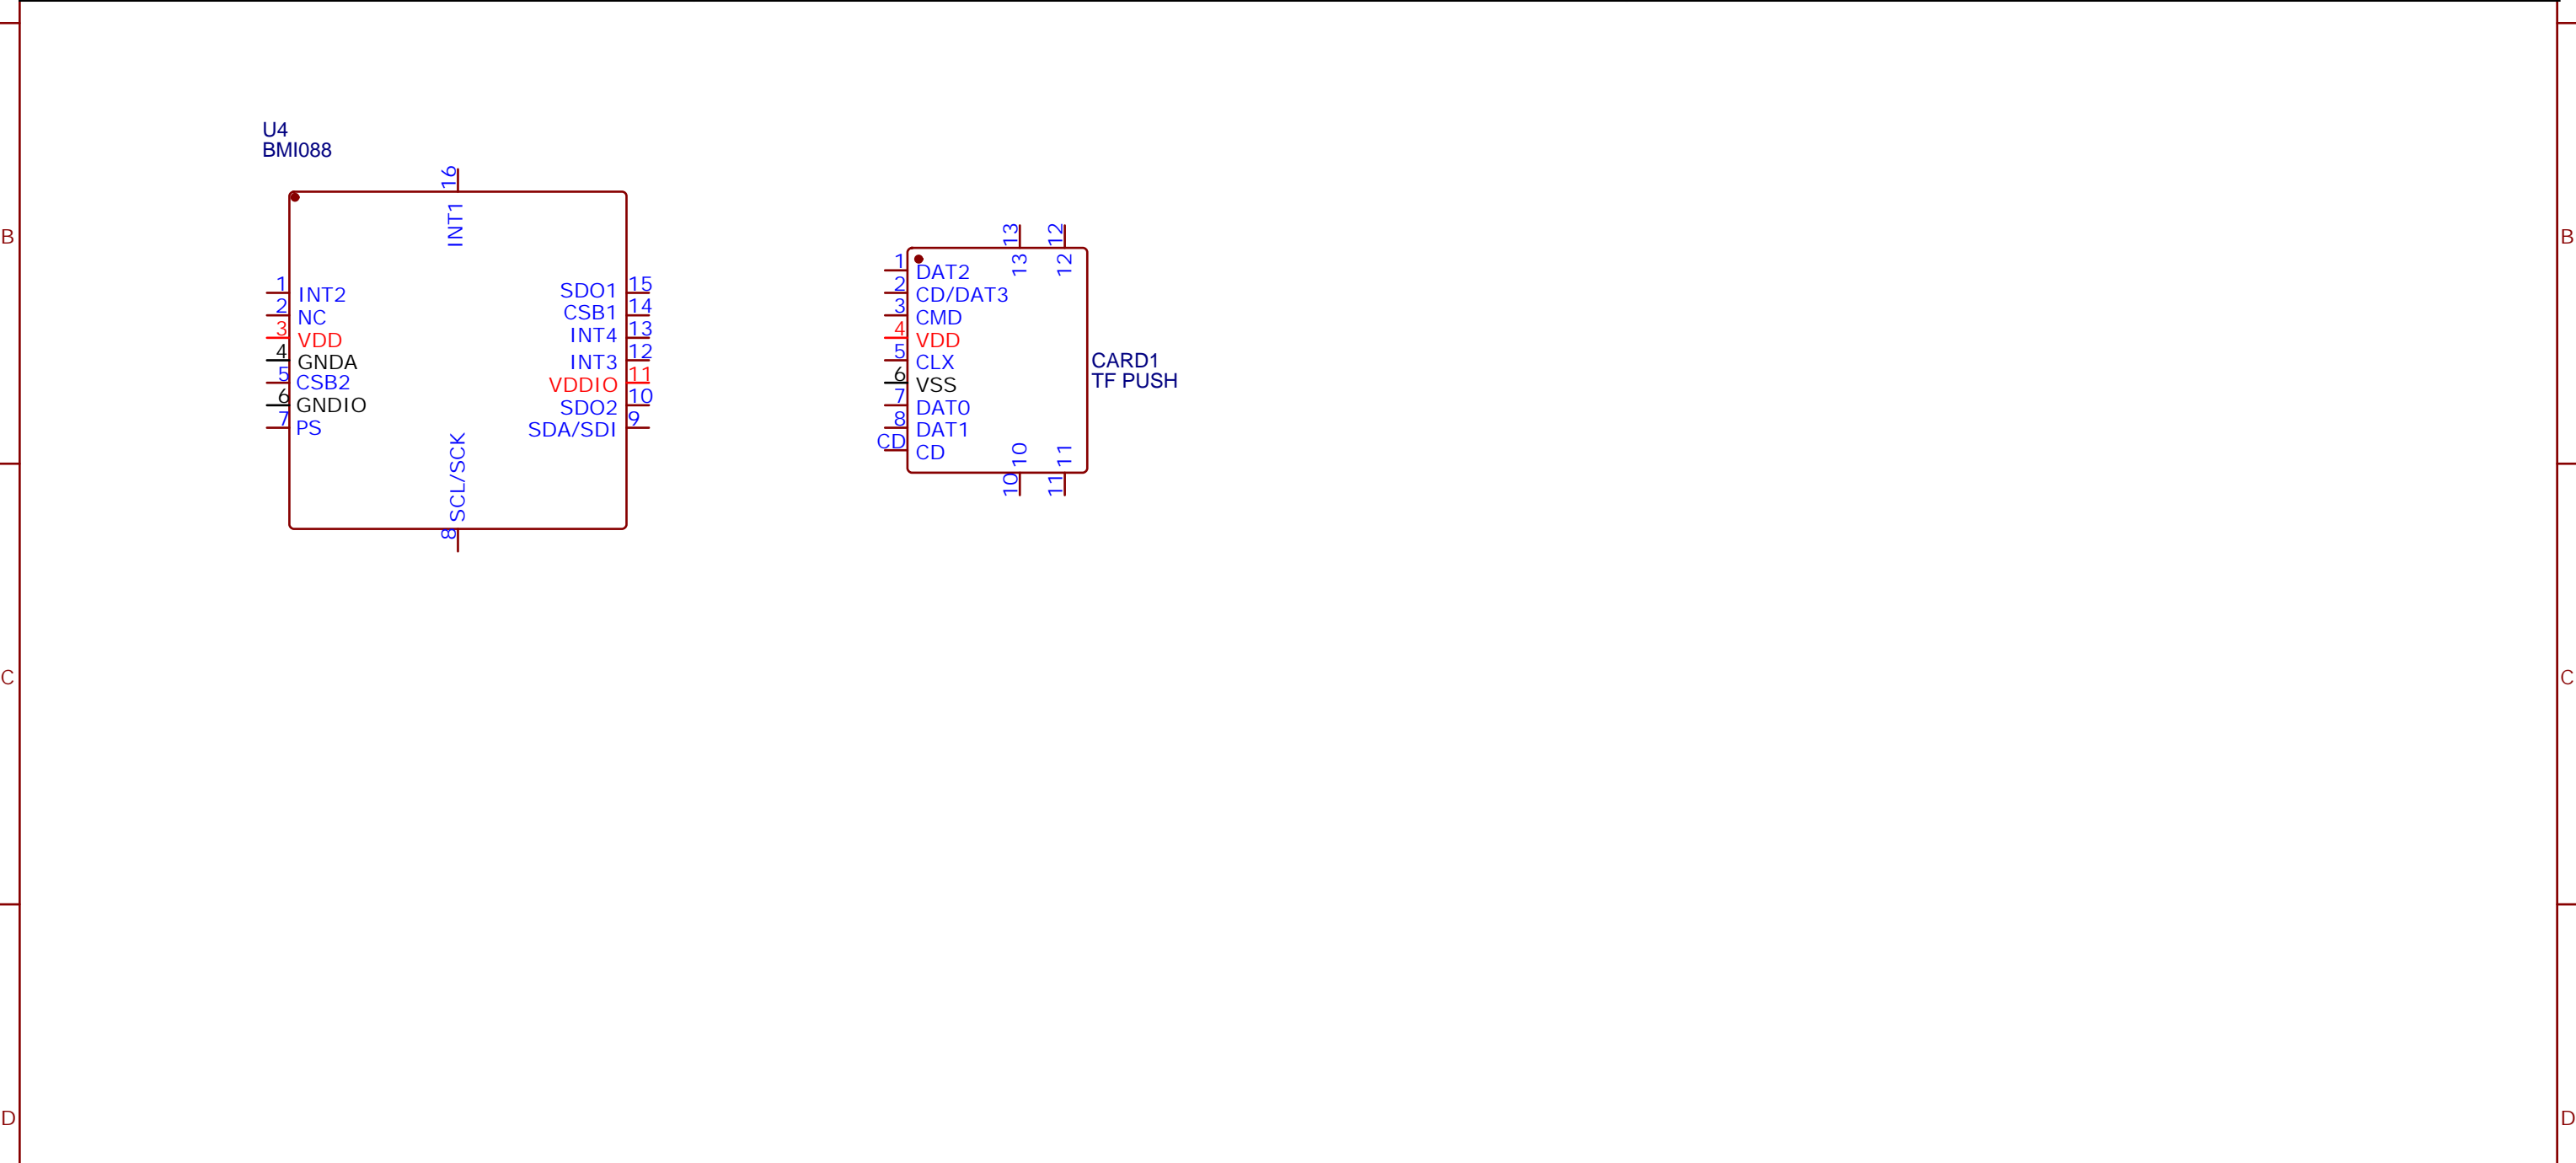 U4
BMI088
16
INT1
1 INT2
2 NC
3 VDD
4 GNDA
5 CSB2
6 GNDIO
7 PS
SDO1 15
CSB1 14
INT4 13
INT3 12
VDDIO 11
SDO2 10
SDA/SDI 9
SCL/SCK
8
13 12
13 12
1 DAT2
2 CD/DAT3
3 CMD
4 VDD
5 CLX
6 VSS
7 DAT0
8 DAT1
CD CD
10 11
10 11
CARD1
TF PUSH
B B
C C
D D